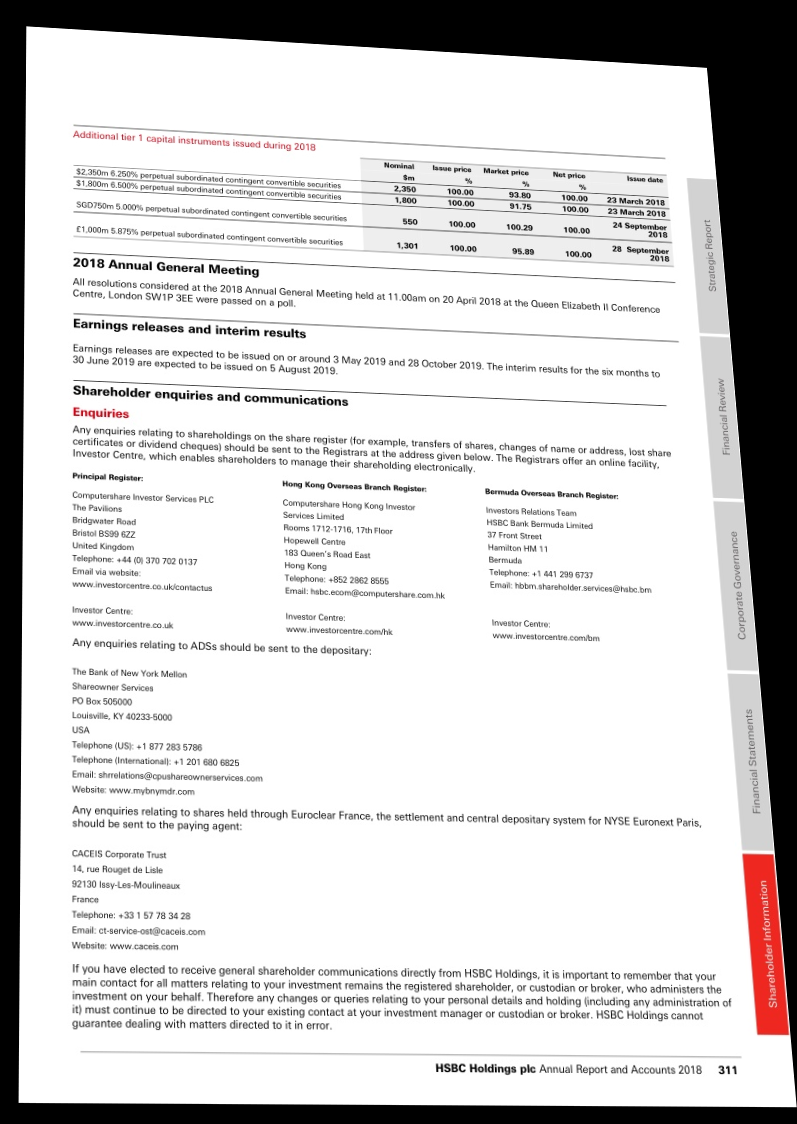 Additional tier 1 capital instruments issued during 2018
Nominal Issue price Market price Net price Issue date
$m % % %
$2,350m 6.250% perpetual subordinated contingent convertible securities 2,350 100.00 93.80 100.00 23 March 2018
$1,800m 6.500% perpetual subordinated contingent convertible securities 1,800 100.00 91.75 100.00 23 March 2018
SGD750m 5.000% perpetual subordinated contingent convertible securities 550 100.00 100.29 100.00 24 September
2018
£1,000m 5.875% perpetual subordinated contingent convertible securities 1,301 100.00 95.89 100.00 28 September
2018
2018 Annual General Meeting
All resolutions considered at the 2018 Annual General Meeting held at 11.00am on 20 April 2018 at the Queen Elizabeth II Conference
Centre, London SW1P 3EE were passed on a poll.
Earnings releases and interim results
Earnings releases are expected to be issued on or around 3 May 2019 and 28 October 2019. The interim results for the six months to
30 June 2019 are expected to be issued on 5 August 2019.
Shareholder enquiries and communications
Enquiries
Any enquiries relating to shareholdings on the share register (for example, transfers of shares, changes of name or address, lost share
certificates or dividend cheques) should be sent to the Registrars at the address given below. The Registrars offer an online facility,
Investor Centre, which enables shareholders to manage their shareholding electronically.
Principal Register:
Computershare Investor Services PLC
The Pavilions
Bridgwater Road
Bristol BS99 6ZZ
United Kingdom
Telephone: +44 (0) 370 702 0137
Email via website:
www.investorcentre.co.uk/contactus
Investor Centre:
www.investorcentre.co.uk
Hong Kong Overseas Branch Register:
Computershare Hong Kong Investor
Services Limited
Rooms 1712-1716, 17th Floor
Hopewell Centre
183 Queen's Road East
Hong Kong
Telephone: +852 2862 8555
Email: hsbc.ecom@computershare.com.hk
Investor Centre:
www.investorcentre.com/hk
Bermuda Overseas Branch Register:
Investors Relations Team
HSBC Bank Bermuda Limited
37 Front Street
Hamilton HM 11
Bermuda
Telephone: +1 441 299 6737
Email: hbbm.shareholder.services@hsbc.bm
Investor Centre:
www.investorcentre.com/bm
Any enquiries relating to ADSs should be sent to the depositary:
The Bank of New York Mellon
Shareowner Services
PO Box 505000
Louisville, KY 40233-5000
USA
Telephone (US): +1 877 283 5786
Telephone (International): +1 201 680 6825
Email: shrrelations@cpushareownerservices.com
Website: www.mybnymdr.com
Any enquiries relating to shares held through Euroclear France, the settlement and central depositary system for NYSE Euronext Paris,
should be sent to the paying agent:
CACEIS Corporate Trust
14, rue Rouget de Lisle
92130 Issy-Les-Moulineaux
France
Telephone: +33 1 57 78 34 28
Email: ct-service-ost@caceis.com
Website: www.caceis.com
If you have elected to receive general shareholder communications directly from HSBC Holdings, it is important to remember that your
main contact for all matters relating to your investment remains the registered shareholder, or custodian or broker, who administers the
investment on your behalf. Therefore any changes or queries relating to your personal details and holding (including any administration of
it) must continue to be directed to your existing contact at your investment manager or custodian or broker. HSBC Holdings cannot
guarantee dealing with matters directed to it in error.
HSBC Holdings plc Annual Report and Accounts 2018 311
Strategic Report
Financial Review
Corporate Governance
Financial Statements
Shareholder Information